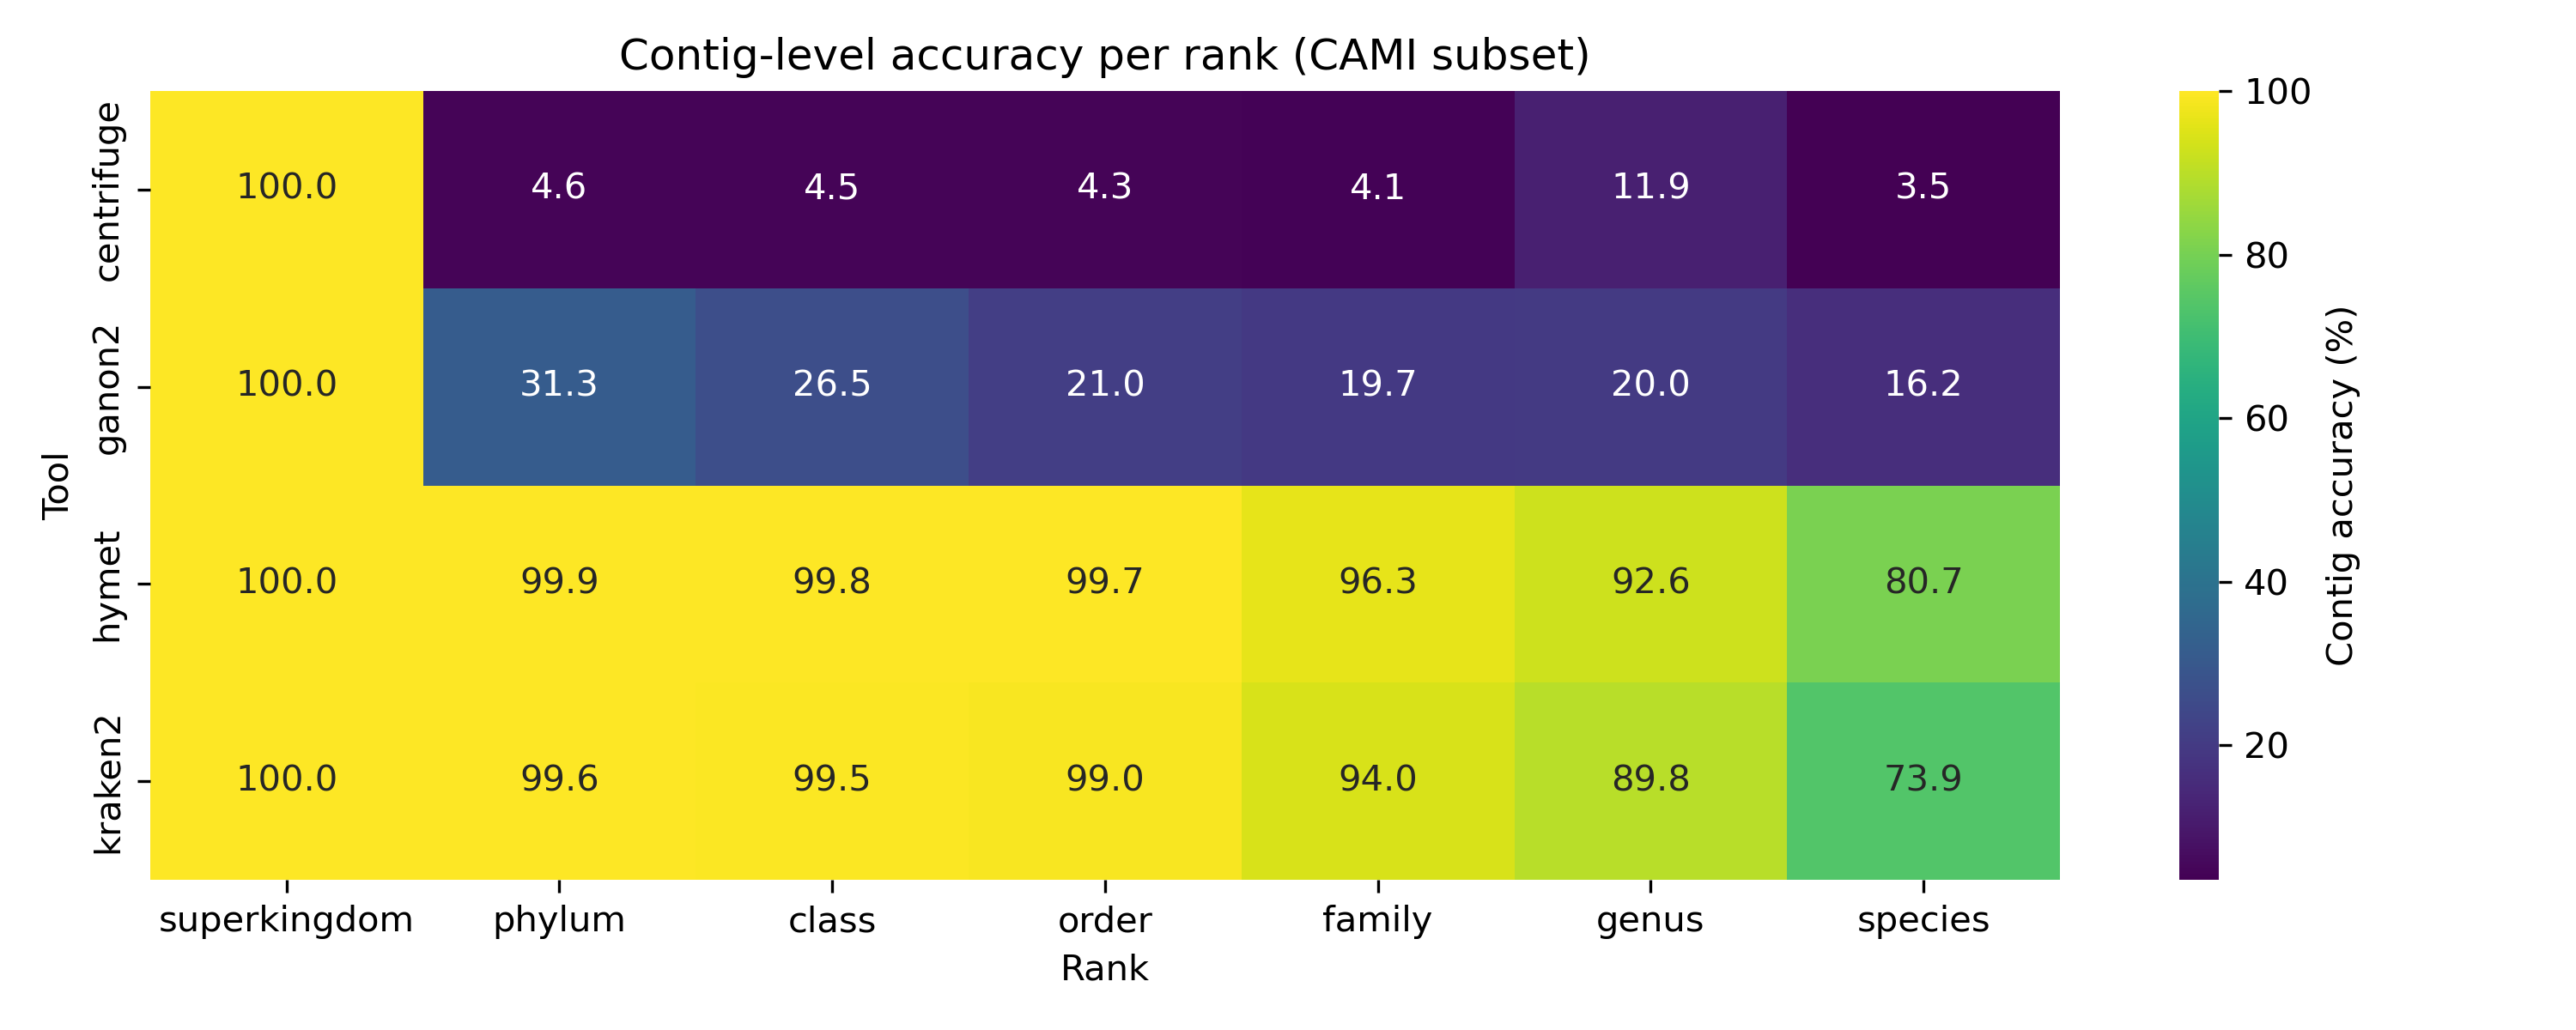 Contig-level accuracy per rank (CAMI subset)
Tool
centrifuge
100.0 4.6 4.5 4.3 4.1 11.9 3.5
ganon2
100.0 31.3 26.5 21.0 19.7 20.0 16.2
hymet
100.0 99.9 99.8 99.7 96.3 92.6 80.7
kraken2
100.0 99.6 99.5 99.0 94.0 89.8 73.9
superkingdom phylum class order family genus species
Rank
100
80
60
40
20
Contig accuracy (%)